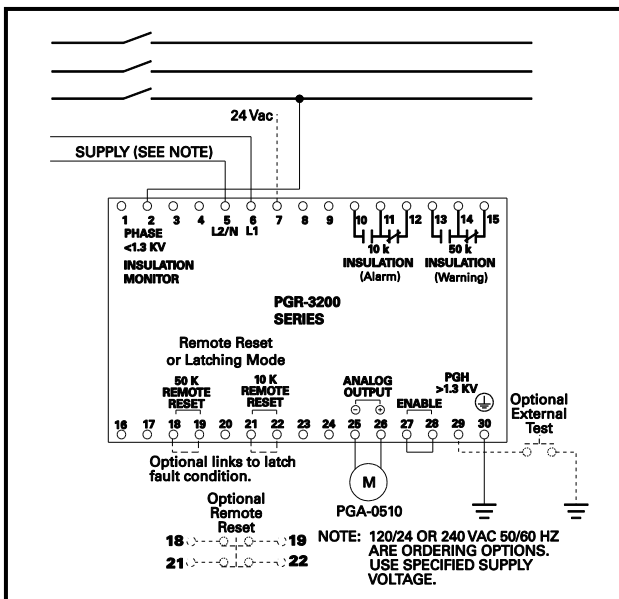 24 Vac
SUPPLY (SEE NOTE)
1 2 3 4 5 6 7 8 9 10 11 12 13 14 15
PHASE
<1.3 KV
L2/N L1
10 k
50 k
INSULATION
MONITOR
INSULATION
(Alarm)
INSULATION
(Warning)
PGR-3200
SERIES
Remote Reset
or Latching Mode
50 K
REMOTE
RESET
10 K
REMOTE
RESET
ANALOG
OUTPUT
− +
ENABLE
PGH
>1.3 KV
Optional
External
Test
16 17 18 19 20 21 22 23 24 25 26 27 28 29 30
Optional links to latch
fault condition.
M
PGA-0510
Optional
Remote
Reset
18 19
21 22
NOTE: 120/24 OR 240 VAC 50/60 HZ
ARE ORDERING OPTIONS.
USE SPECIFIED SUPPLY
VOLTAGE.